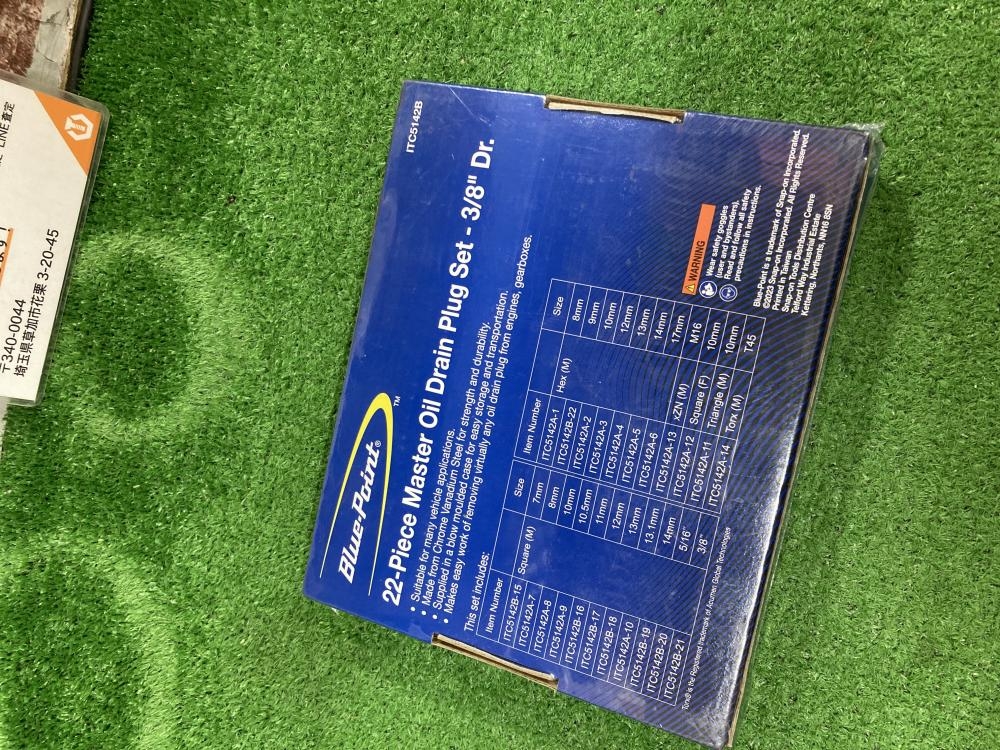 ITC5142B
Blue-Point®
™
22-Piece Master Oil Drain Plug Set - 3/8" Dr.
• Suitable for many vehicle applications.
• Made from Chrome Vanadium Steel for strength and durability.
• Supplied in a blow moulded case for easy storage and transportation.
• Makes easy work of removing virtually any oil drain plug from engines, gearboxes.
This set includes:
Item Number Size Item Number Size
ITC5142B-15 Square (M) 7mm ITC5142A-1 Hex (M) 8mm
ITC5142A-7 8mm ITC5142B-22 9mm
ITC5142A-8 10mm ITC5142A-2 10mm
ITC5142A-9 10.5mm ITC5142A-3 12mm
ITC5142B-16 11mm ITC5142A-4 13mm
ITC5142B-17 12mm ITC5142A-5 14mm
ITC5142B-18 13mm ITC5142A-6 17mm
ITC5142A-10 13.1mm ITC5142A-13 XZN (M) M16
ITC5142B-19 14mm ITC5142A-12 Square (F) 10mm
ITC5142B-20 5/16" ITC5142A-11 Triangle (M) 10mm
ITC5142B-21 3/8" ITC5142A-14 Torx (M) T45
Torx® is the Registered trademark of Acument Global Technologies
WARNING
Wear safety goggles
(user and bystanders).
Read and follow all safety
precautions in instructions.
Blue-Point is a trademark of Snap-on Incorporated.
©2023 Snap-on Incorporated. All Rights Reserved.
Printed in Taiwan
Snap-on Tools Distribution Centre
Telford Way Industrial Estate
Kettering, Northants, NN16 8SN
LINE査定
〒340-0044
埼玉県草加市花栗 3-20-45